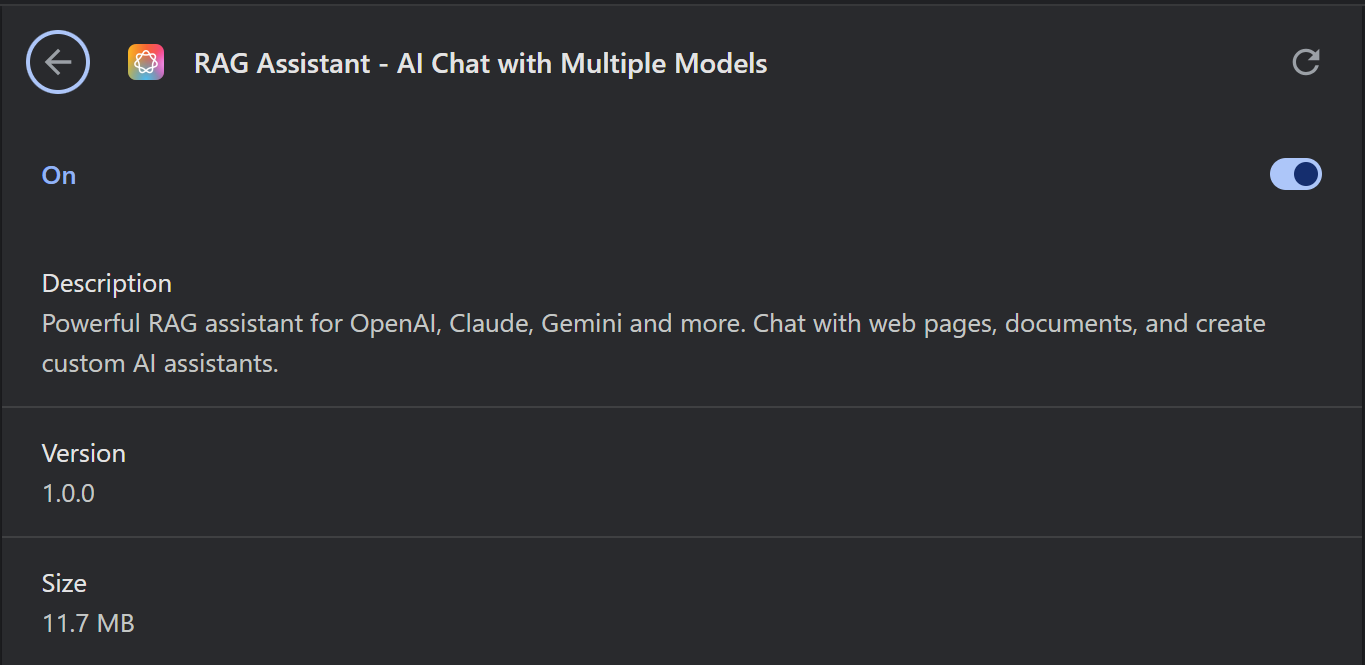 RAG Assistant - AI Chat with Multiple Models
On
Description
Powerful RAG assistant for OpenAI, Claude, Gemini and more. Chat with web pages, documents, and create
custom AI assistants.
Version
1.0.0
Size
11.7 MB